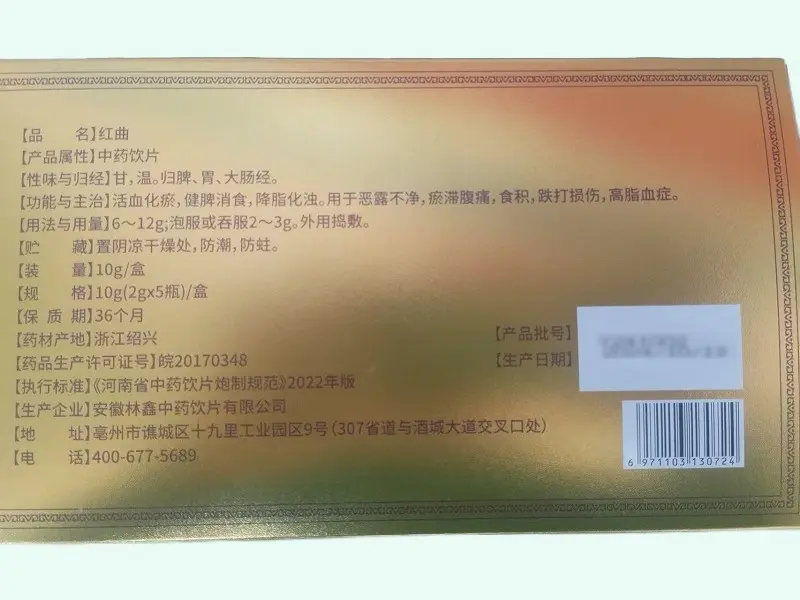 【品 名】红曲
【产品属性】中药饮片
【性味与归经】甘,温。归脾、胃、大肠经。
【功能与主治】活血化瘀,健脾消食,降脂化浊。用于恶露不净,瘀滞腹痛,食积,跌打损伤,高脂血症。
【用法与用量】6~12g;泡服或吞服2~3g。外用捣敷。
【贮 藏】置阴凉干燥处,防潮,防蛀。
【装 量】10g/盒
【规 格】10g(2gx5瓶)/盒
【保 质 期】36个月
【药材产地】浙江绍兴
【药品生产许可证号】皖20170348
【执行标准】《河南省中药饮片炮制规范》2022年版
【生产企业】安徽林鑫中药饮片有限公司
【地 址】亳州市谯城区十九里工业园区9号(307省道与酒城大道交叉口处)
【电 话】400-677-5689
【产品批号】
【生产日期】
6 971103 130724